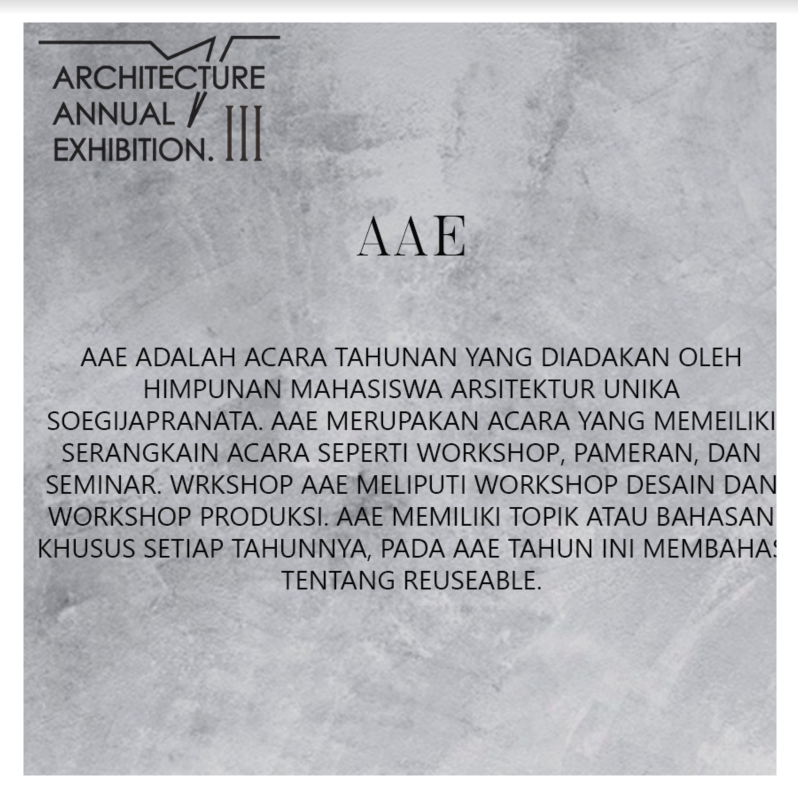 ARCHITECTURE
ANNUAL
EXHIBITION. III
AAE
AAE ADALAH ACARA TAHUNAN YANG DIADAKAN OLEH
HIMPUNAN MAHASISWA ARSITEKTUR UNIKA
SOEGIJAPRANATA. AAE MERUPAKAN ACARA YANG MEMEILIKI
SERANGKAIN ACARA SEPERTI WORKSHOP, PAMERAN, DAN
SEMINAR. WRKSHOP AAE MELIPUTI WORKSHOP DESAIN DAN
WORKSHOP PRODUKSI. AAE MEMILIKI TOPIK ATAU BAHASAN
KHUSUS SETIAP TAHUNNYA, PADA AAE TAHUN INI MEMBAHAS
TENTANG REUSEABLE.